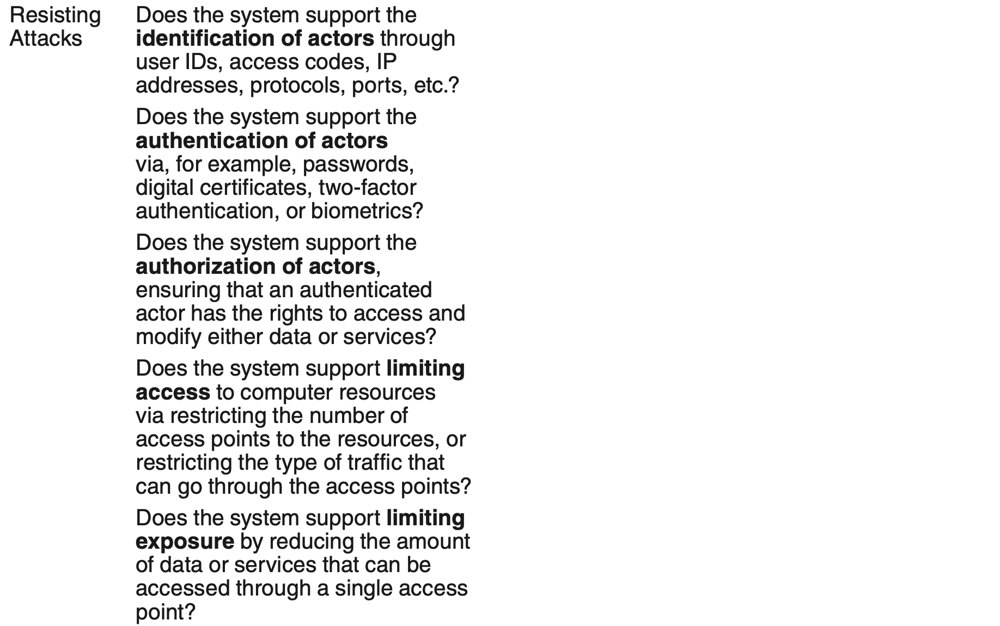 Resisting
Attacks
Does the system support the
identification of actors through
user IDs, access codes, IP
addresses, protocols, ports, etc.?
Does the system support the
authentication of actors
via, for example, passwords,
digital certificates, two-factor
authentication, or biometrics?
Does the system support the
authorization of actors,
ensuring that an authenticated
actor has the rights to access and
modify either data or services?
Does the system support limiting
access to computer resources
via restricting the number of
access points to the resources, or
restricting the type of traffic that
can go through the access points?
Does the system support limiting
exposure by reducing the amount
of data or services that can be
accessed through a single access
point?